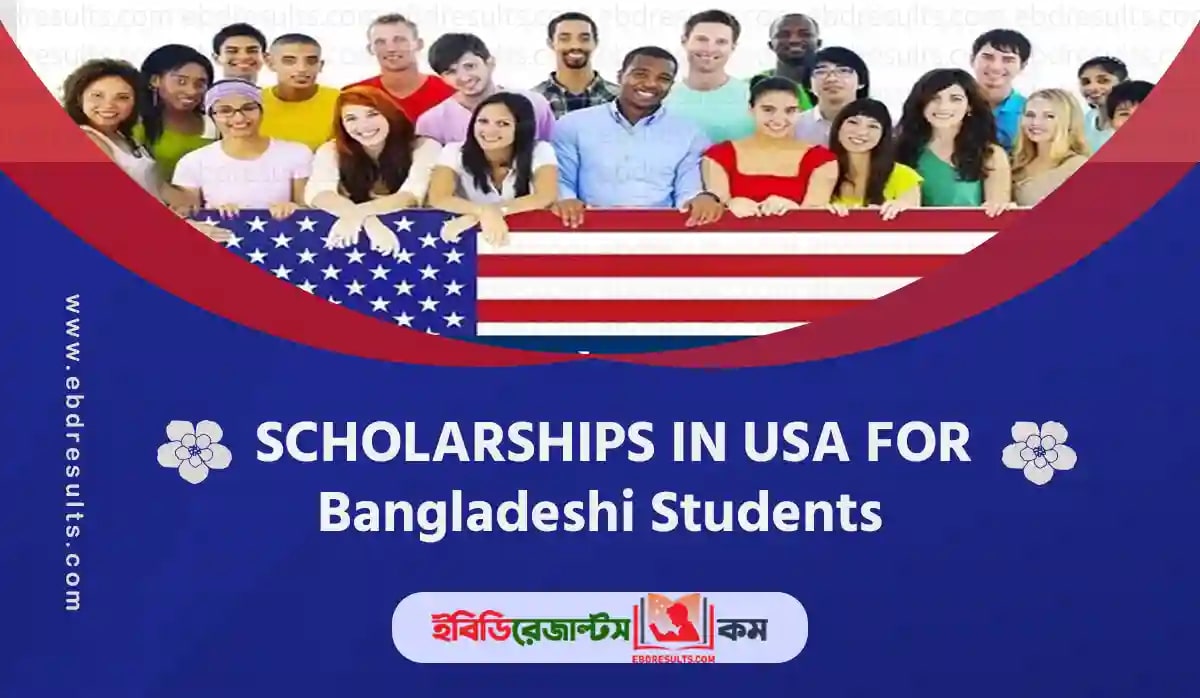 www.ebdresults.com
SCHOLARSHIPS IN USA FOR
Bangladeshi Students
ইবিডিরেজাল্টস কম
EBDRESULTS.COM